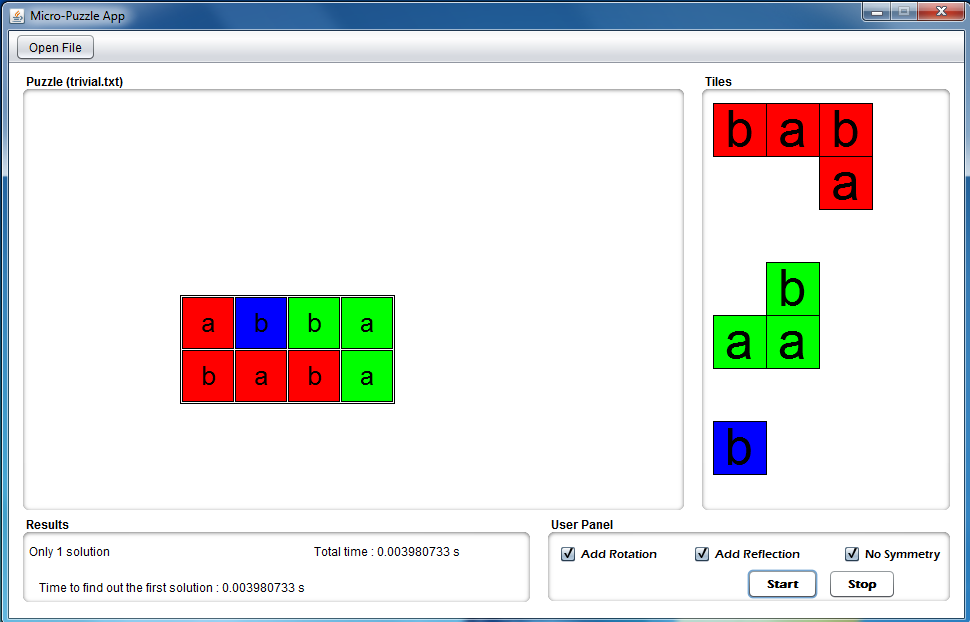 Micro-Puzzle App
Open File
Puzzle (trivial.txt)
a b b a
b a b a
Tiles
b a b
a
b
a a
b
Results
Only 1 solution Total time : 0.003980733 s
Time to find out the first solution : 0.003980733 s
User Panel
Add Rotation Add Reflection No Symmetry
Start Stop